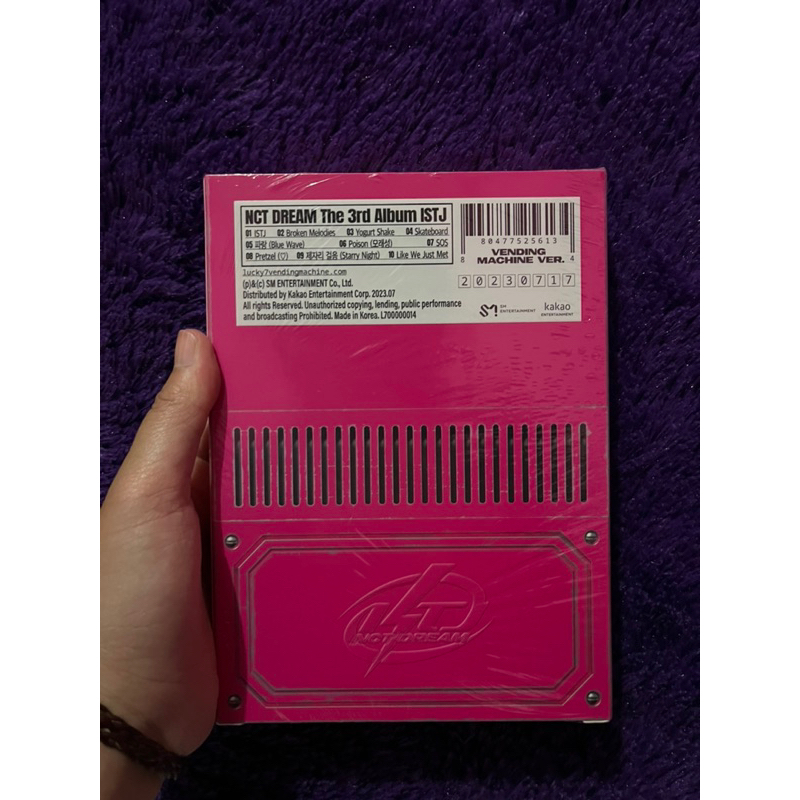 NCT DREAM The 3rd Album ISTJ
01 ISTJ 02 Broken Melodies 03 Yogurt Shake 04 Skateboard
05 파랑 (Blue Wave) 06 Poison (모래성) 07 SOS
08 Pretzel (♡) 09 제자리 걸음 (Starry Night) 10 Like We Just Met
lucky7vendingmachine.com
(p)&(c) SM ENTERTAINMENT Co., Ltd.
Distributed by Kakao Entertainment Corp. 2023.07
All rights Reserved. Unauthorized copying, lending, public performance
and broadcasting Prohibited. Made in Korea. L700000014
8 80477525613 4
VENDING
MACHINE VER.
20230717
SM
ENTERTAINMENT
kakao
ENTERTAINMENT
NCT DREAM